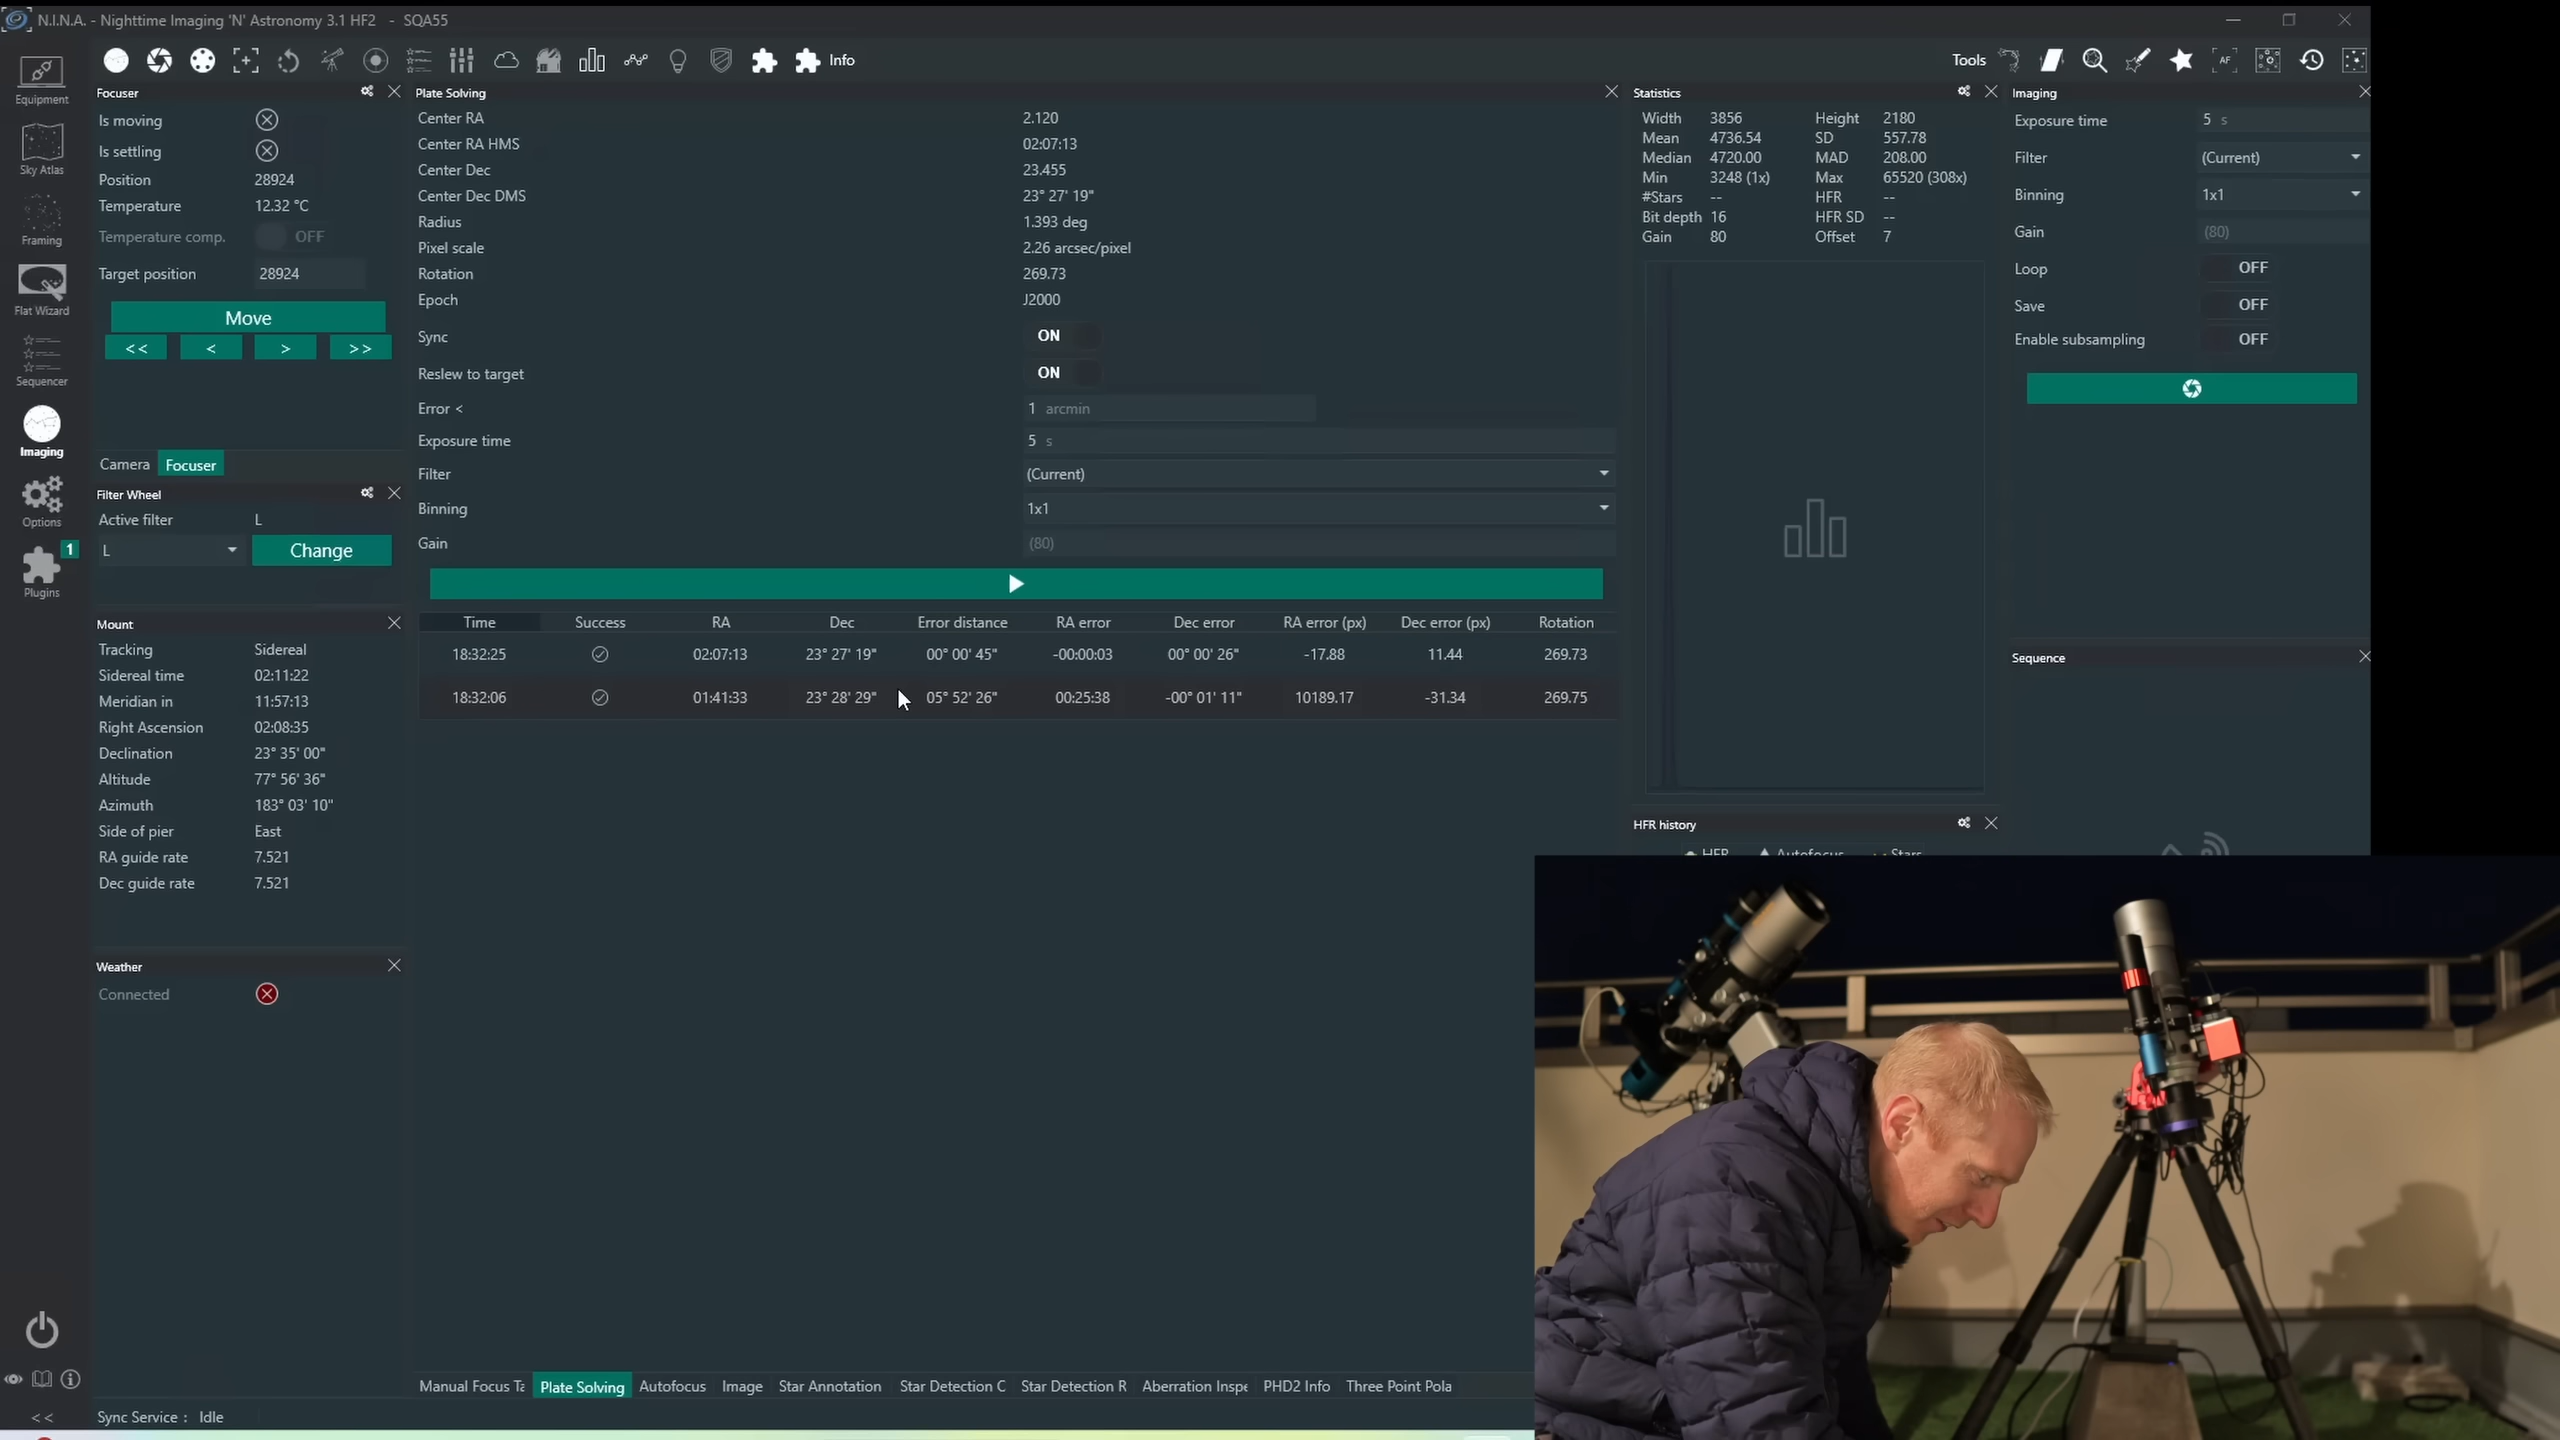 N.I.N.A. - Nighttime Imaging 'N' Astronomy 3.1 HF2 - SQA55
Equipment
Sky Atlas
Framing
Flat Wizard
Sequencer
Imaging
Options
1
Plugins
<<
Info
Tools
AF
Focuser
Is moving
Is settling
Position 28924
Temperature 12.32 °C
Temperature comp. OFF
Target position 28924
Move
<< < > >>
Camera Focuser
Filter Wheel
Active filter L
L Change
Mount
Tracking Sidereal
Sidereal time 02:11:22
Meridian in 11:57:13
Right Ascension 02:08:35
Declination 23° 35' 00"
Altitude 77° 56' 36"
Azimuth 183° 03' 10"
Side of pier East
RA guide rate 7.521
Dec guide rate 7.521
Weather
Connected
Plate Solving
Center RA 2.120
Center RA HMS 02:07:13
Center Dec 23.455
Center Dec DMS 23° 27' 19"
Radius 1.393 deg
Pixel scale 2.26 arcsec/pixel
Rotation 269.73
Epoch J2000
Sync ON
Reslew to target ON
Error < 1 arcmin
Exposure time 5 s
Filter (Current)
Binning 1x1
Gain (80)
Time Success RA Dec Error distance RA error Dec error RA error (px) Dec error (px) Rotation
18:32:25 02:07:13 23° 27' 19" 00° 00' 45" -00:00:03 00° 00' 26" -17.88 11.44 269.73
18:32:06 01:41:33 23° 28' 29" 05° 52' 26" 00:25:38 -00° 01' 11" 10189.17 -31.34 269.75
Manual Focus Ta Plate Solving Autofocus Image Star Annotation Star Detection C Star Detection R Aberration Inspe PHD2 Info Three Point Pola
Statistics
Width 3856 Height 2180
Mean 4736.54 SD 557.78
Median 4720.00 MAD 208.00
Min 3248 (1x) Max 65520 (308x)
#Stars -- HFR --
Bit depth 16 HFR SD --
Gain 80 Offset 7
HFR history
HFR Autofocus Stars
Imaging
Exposure time 5 s
Filter (Current)
Binning 1x1
Gain (80)
Loop OFF
Save OFF
Enable subsampling OFF
Sequence
Sync Service : Idle